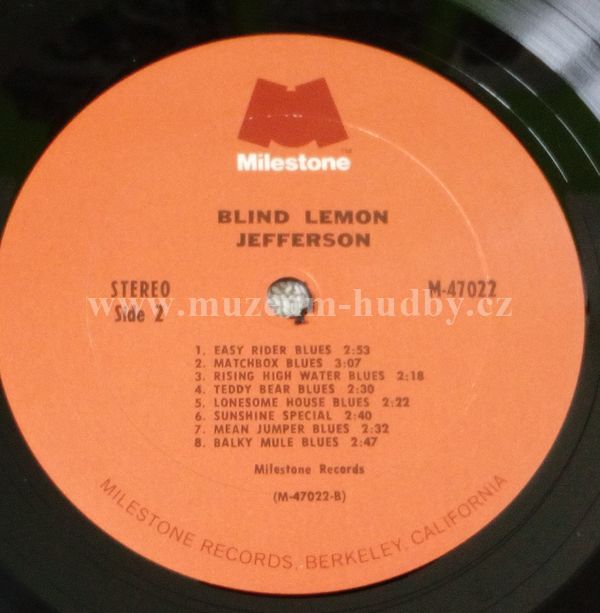 Milestone™
BLIND LEMON
JEFFERSON
STEREO
Side 2
M-47022
www.muzeum-hudby.cz
1. EASY RIDER BLUES 2:53
2. MATCHBOX BLUES 3:07
3. RISING HIGH WATER BLUES 2:18
4. TEDDY BEAR BLUES 2:30
5. LONESOME HOUSE BLUES 2:22
6. SUNSHINE SPECIAL 2:40
7. MEAN JUMPER BLUES 2:32
8. BALKY MULE BLUES 2:47
Milestone Records
(M-47022-B)
MILESTONE RECORDS, BERKELEY, CALIFORNIA